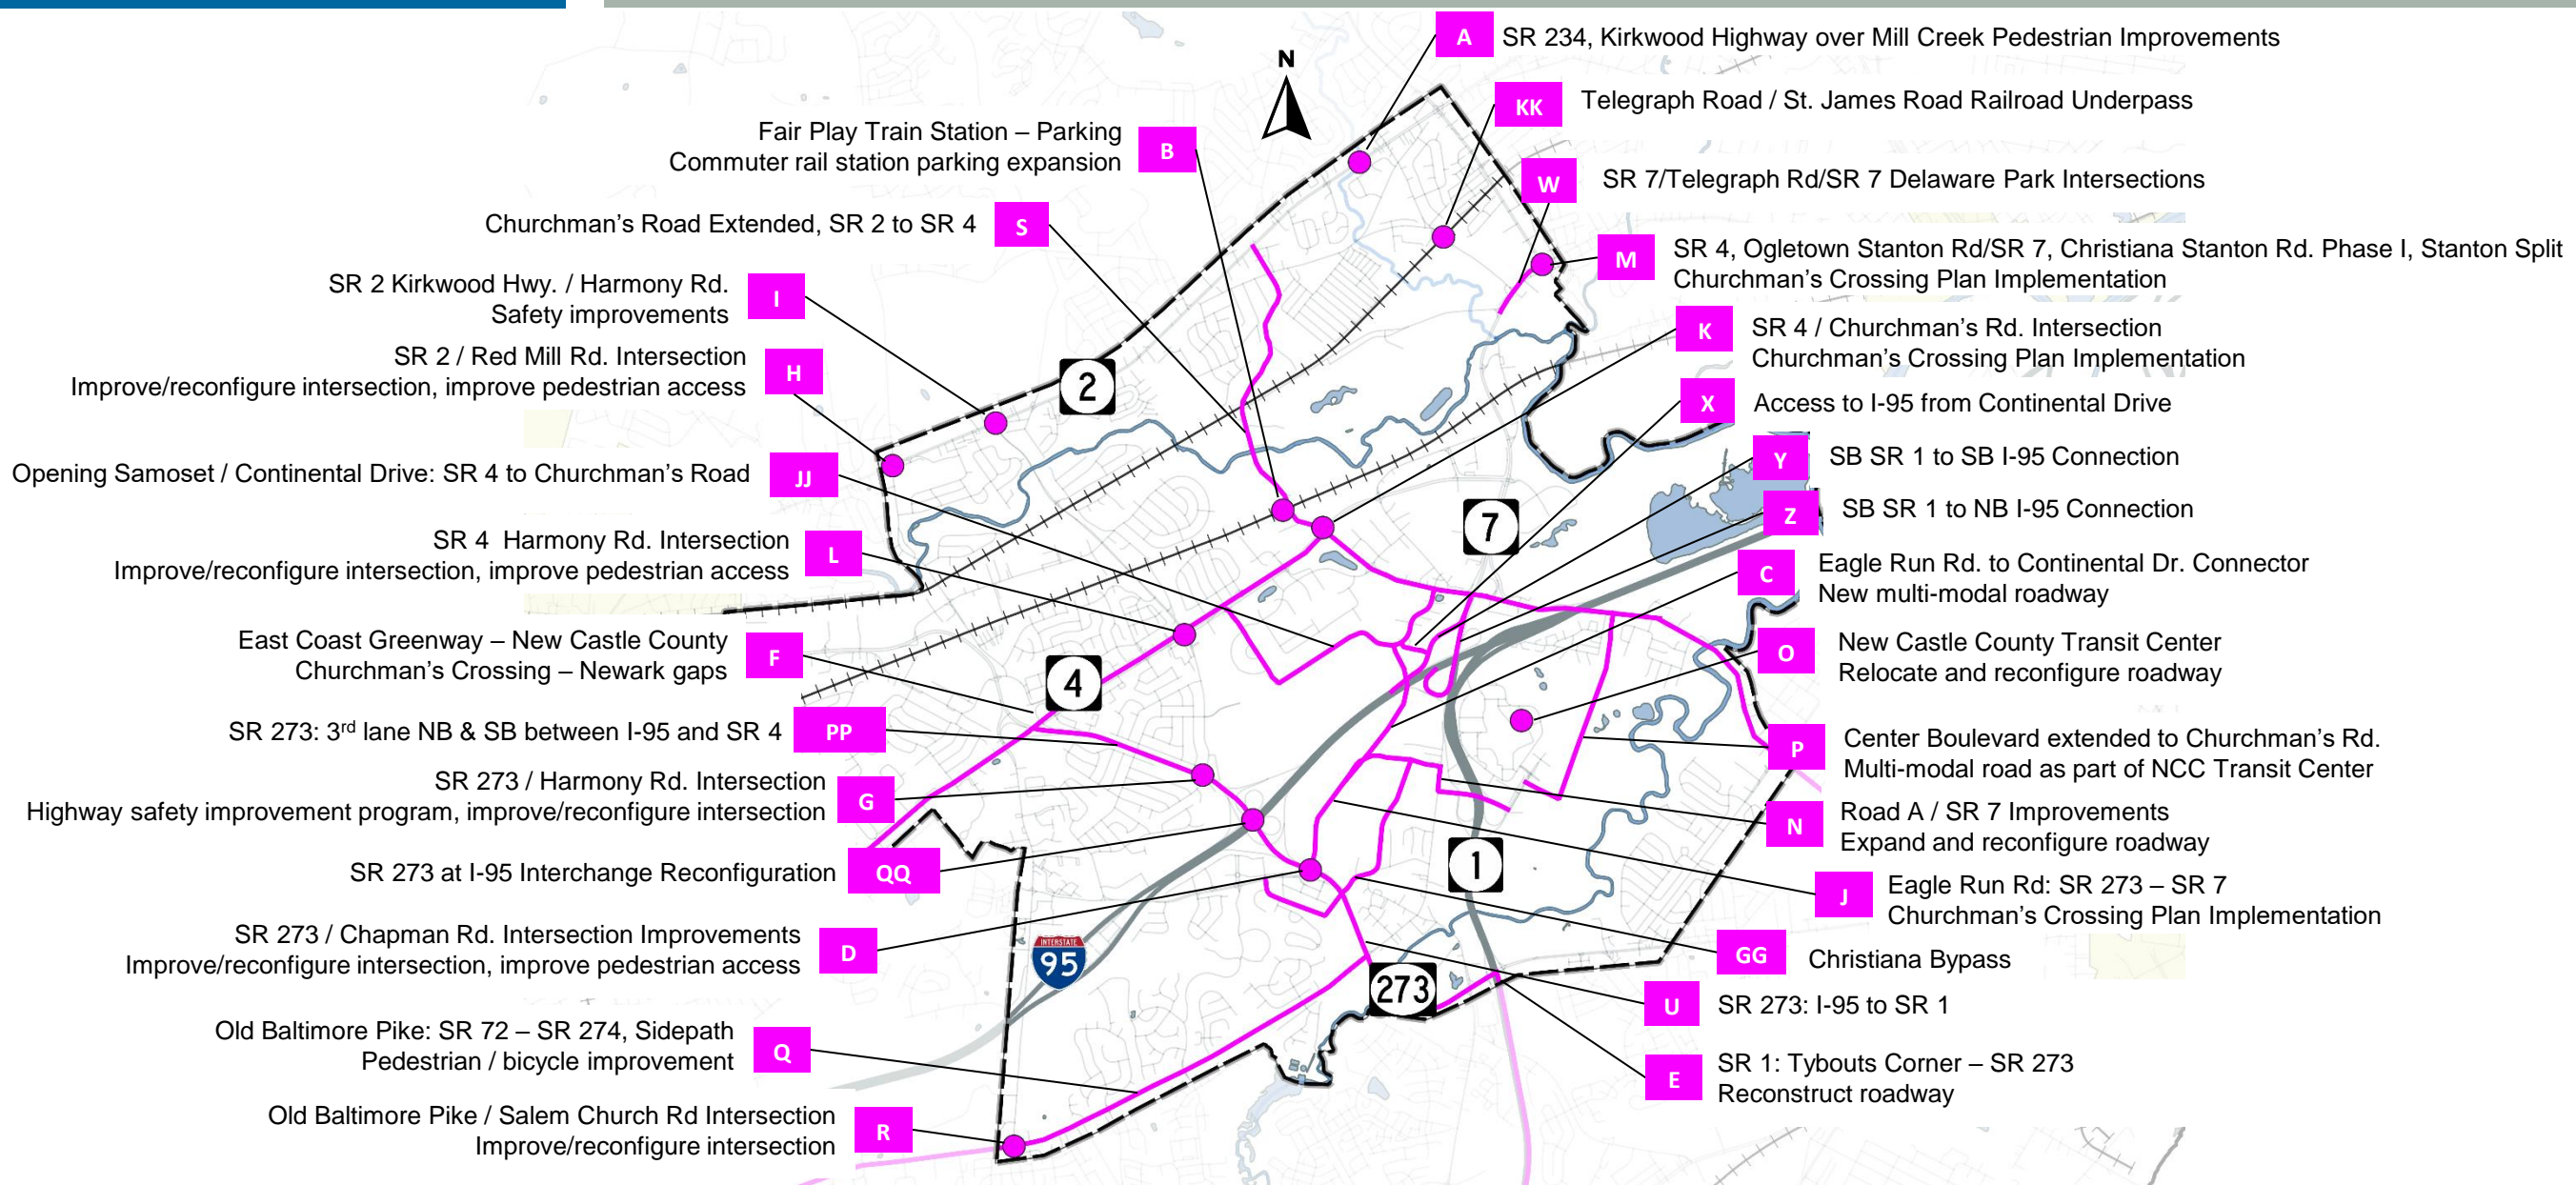 A
SR 234, Kirkwood Highway over Mill Creek Pedestrian Improvements
N
KK
Telegraph Road / St. James Road Railroad Underpass
Fair Play Train Station – Parking
Commuter rail station parking expansion
B
W
SR 7/Telegraph Rd/SR 7 Delaware Park Intersections
Churchman's Road Extended, SR 2 to SR 4
S
M
SR 4, Ogletown Stanton Rd/SR 7, Christiana Stanton Rd. Phase I, Stanton Split
Churchman's Crossing Plan Implementation
SR 2 Kirkwood Hwy. / Harmony Rd.
Safety improvements
I
K
SR 4 / Churchman's Rd. Intersection
Churchman's Crossing Plan Implementation
SR 2 / Red Mill Rd. Intersection
Improve/reconfigure intersection, improve pedestrian access
H
2
X
Access to I-95 from Continental Drive
Opening Samoset / Continental Drive: SR 4 to Churchman's Road
JJ
Y
SB SR 1 to SB I-95 Connection
Z
SB SR 1 to NB I-95 Connection
7
SR 4  Harmony Rd. Intersection
Improve/reconfigure intersection, improve pedestrian access
L
C
Eagle Run Rd. to Continental Dr. Connector
New multi-modal roadway
East Coast Greenway – New Castle County
Churchman's Crossing – Newark gaps
F
O
New Castle County Transit Center
Relocate and reconfigure roadway
4
SR 273: 3rd lane NB & SB between I-95 and SR 4
PP
P
Center Boulevard extended to Churchman's Rd.
Multi-modal road as part of NCC Transit Center
SR 273 / Harmony Rd. Intersection
Highway safety improvement program, improve/reconfigure intersection
G
N
Road A / SR 7 Improvements
Expand and reconfigure roadway
SR 273 at I-95 Interchange Reconfiguration
QQ
1
J
Eagle Run Rd: SR 273 – SR 7
Churchman's Crossing Plan Implementation
SR 273 / Chapman Rd. Intersection Improvements
Improve/reconfigure intersection, improve pedestrian access
D
INTERSTATE
95
GG
Christiana Bypass
273
U
SR 273: I-95 to SR 1
Old Baltimore Pike: SR 72 – SR 274, Sidepath
Pedestrian / bicycle improvement
Q
E
SR 1: Tybouts Corner – SR 273
Reconstruct roadway
Old Baltimore Pike / Salem Church Rd Intersection
Improve/reconfigure intersection
R